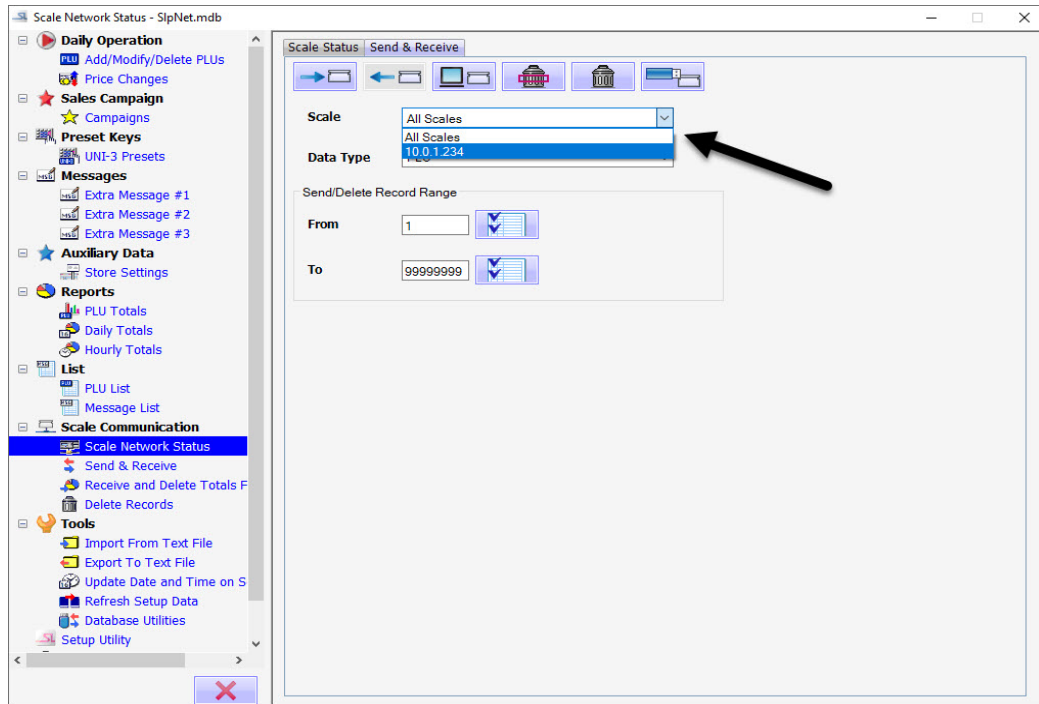 Scale Network Status - SlpNet.mdb
Daily Operation
PLU Add/Modify/Delete PLUs
Price Changes
Sales Campaign
Campaigns
Preset Keys
UNI-3 Presets
Messages
Extra Message #1
Extra Message #2
Extra Message #3
Auxiliary Data
Store Settings
Reports
PLU Totals
Daily Totals
Hourly Totals
List
PLU List
Message List
Scale Communication
Scale Network Status
Send & Receive
Receive and Delete Totals F
Delete Records
Tools
Import From Text File
Export To Text File
Update Date and Time on S
Refresh Setup Data
Database Utilities
Setup Utility
Scale Status Send & Receive
Scale All Scales
All Scales
10.0.1.234
Data Type
Send/Delete Record Range
From 1
To 99999999